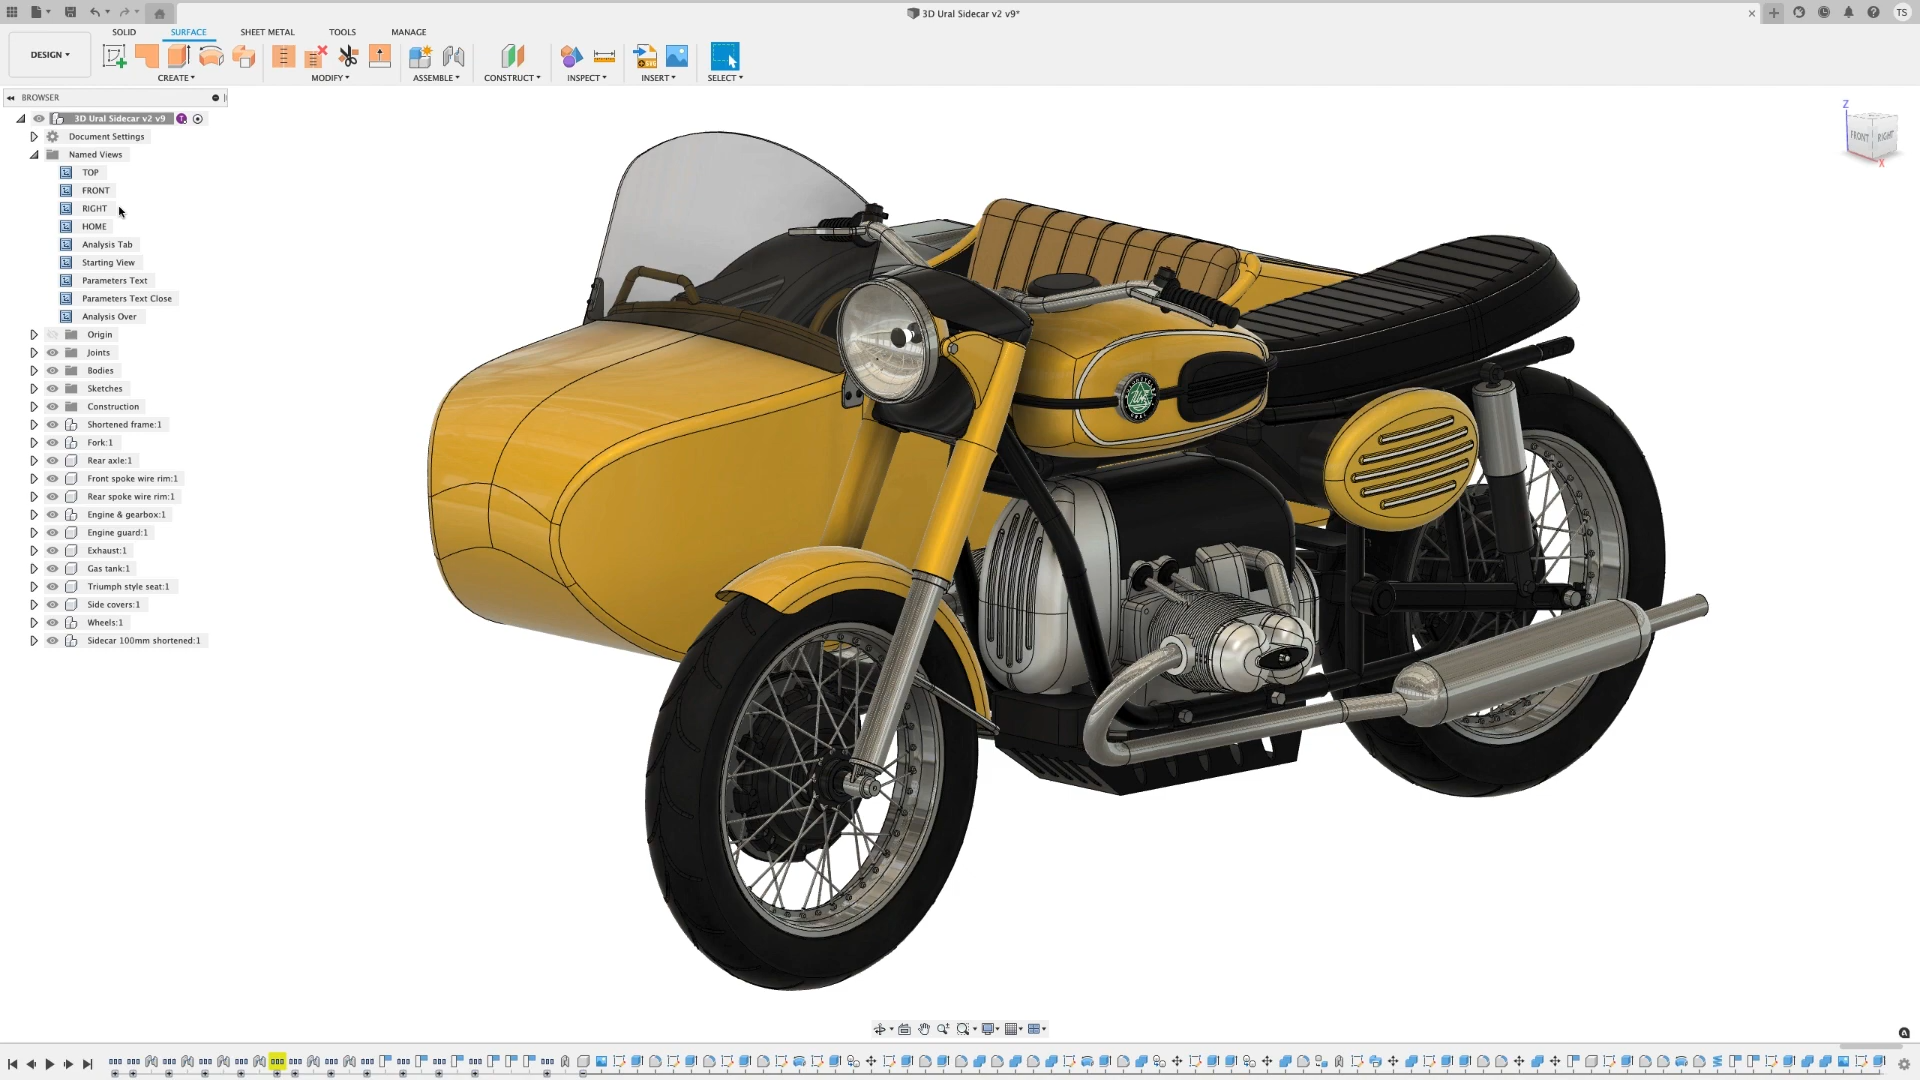 3D Ural Sidecar v2 v9*
TS
SOLID SURFACE SHEET METAL TOOLS MANAGE
DESIGN
CREATE MODIFY ASSEMBLE CONSTRUCT INSPECT INSERT SELECT
BROWSER
3D Ural Sidecar v2 v9
Document Settings
Named Views
TOP
FRONT
RIGHT
HOME
Analysis Tab
Starting View
Parameters Text
Parameters Text Close
Analysis Over
Origin
Joints
Bodies
Sketches
Construction
Shortened frame:1
Fork:1
Rear axle:1
Front spoke wire rim:1
Rear spoke wire rim:1
Engine & gearbox:1
Engine guard:1
Exhaust:1
Gas tank:1
Triumph style seat:1
Side covers:1
Wheels:1
Sidecar 100mm shortened:1
Z
FRONT RIGHT
X